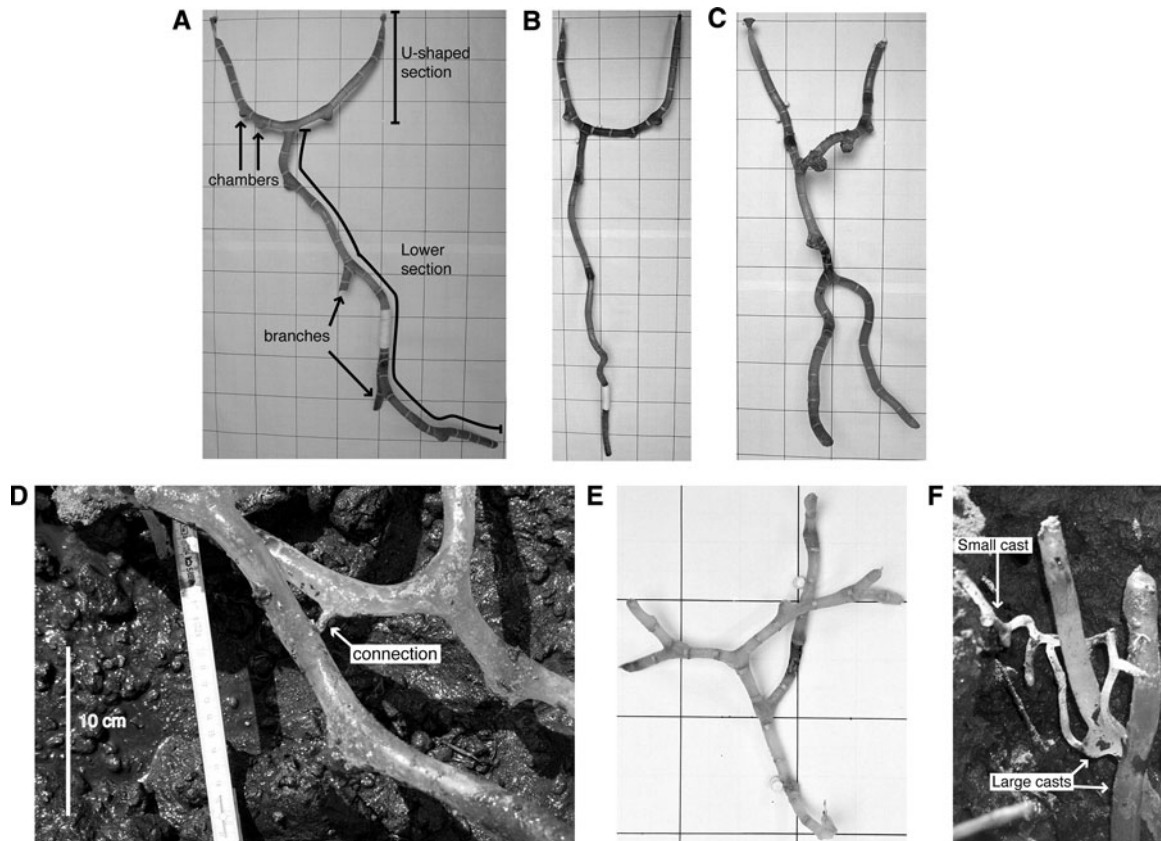 A
B
C
U-shaped
section
chambers
Lower
section
branches
D
E
F
Small cast
connection
10 cm
Large casts